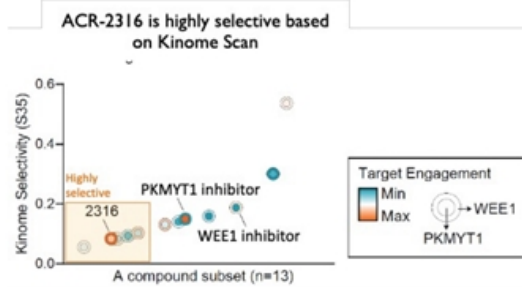 ACR-2316 is highly selective based
on Kinome Scan
Kinome Selectivity (S35)
0.6
0.4
0.2
0.0
Highly
selective
2316
PKMYT1 inhibitor
WEE1 inhibitor
A compound subset (n=13)
Target Engagement
Min
Max
WEE1
PKMYT1